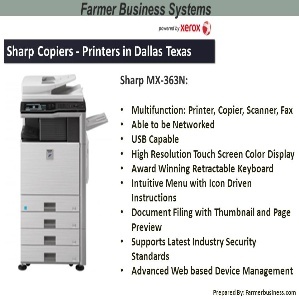 Farmer Business Systems
powered by xerox
Sharp Copiers - Printers in Dallas Texas
Sharp MX-363N:
• Multifunction: Printer, Copier, Scanner, Fax
• Able to be Networked
• USB Capable
• High Resolution Touch Screen Color Display
• Award Winning Retractable Keyboard
• Intuitive Menu with Icon Driven
Instructions
• Document Filing with Thumbnail and Page
Preview
• Supports Latest Industry Security
Standards
• Advanced Web based Device Management
Prepared By: Farmerbusiness.com